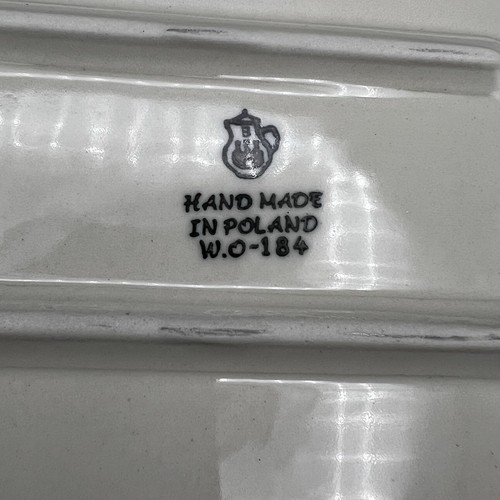 B
HAND MADE
IN POLAND
W.O-184